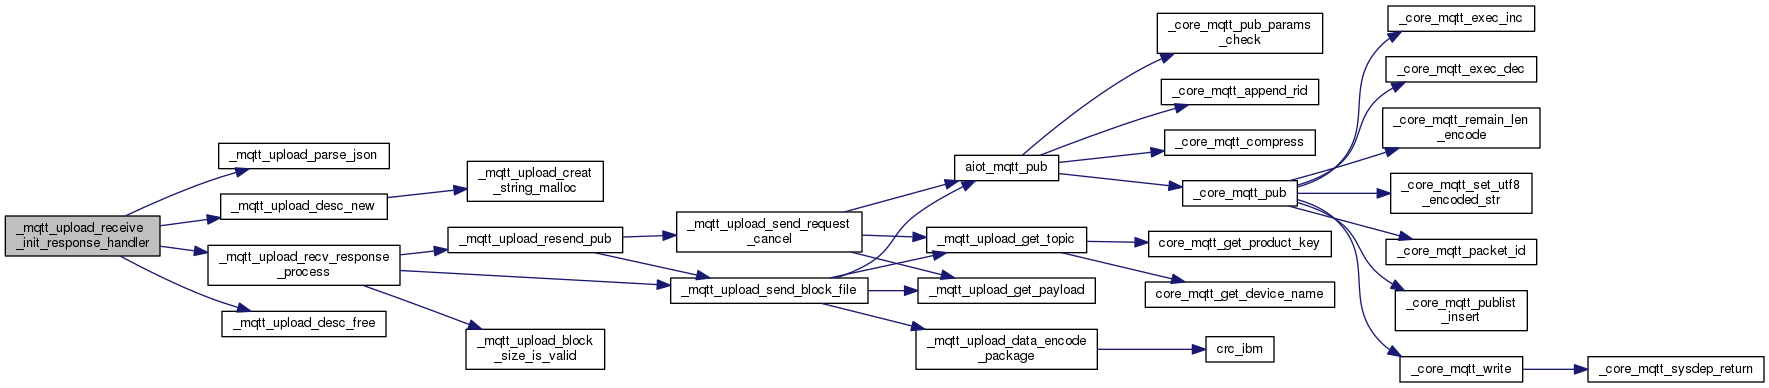 _mqtt_upload_receive
_init_response_handler
_mqtt_upload_parse_json
_mqtt_upload_desc_new
_mqtt_upload_creat
_string_malloc
_mqtt_upload_recv_response
_process
_mqtt_upload_desc_free
_mqtt_upload_resend_pub
_mqtt_upload_block
_size_is_valid
_mqtt_upload_send_request
_cancel
_mqtt_upload_send_block_file
aiot_mqtt_pub
_mqtt_upload_get_topic
_mqtt_upload_get_payload
_mqtt_upload_data_encode
_package
_core_mqtt_pub_params
_check
_core_mqtt_append_rid
_core_mqtt_compress
_core_mqtt_pub
core_mqtt_get_product_key
core_mqtt_get_device_name
crc_ibm
_core_mqtt_exec_inc
_core_mqtt_exec_dec
_core_mqtt_remain_len
_encode
_core_mqtt_set_utf8
_encoded_str
_core_mqtt_packet_id
_core_mqtt_publist
_insert
_core_mqtt_write
_core_mqtt_sysdep_return